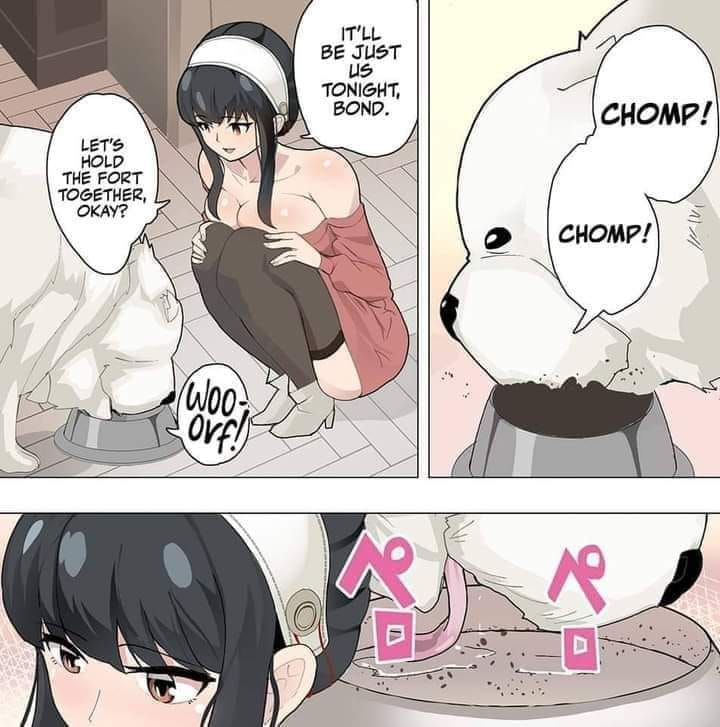 IT'LL
BE JUST
US
TONIGHT,
BOND.
LET'S
HOLD
THE FORT
TOGETHER,
OKAY?
WOO-
OVF!
CHOMP!
CHOMP!
ペロ
ペロ